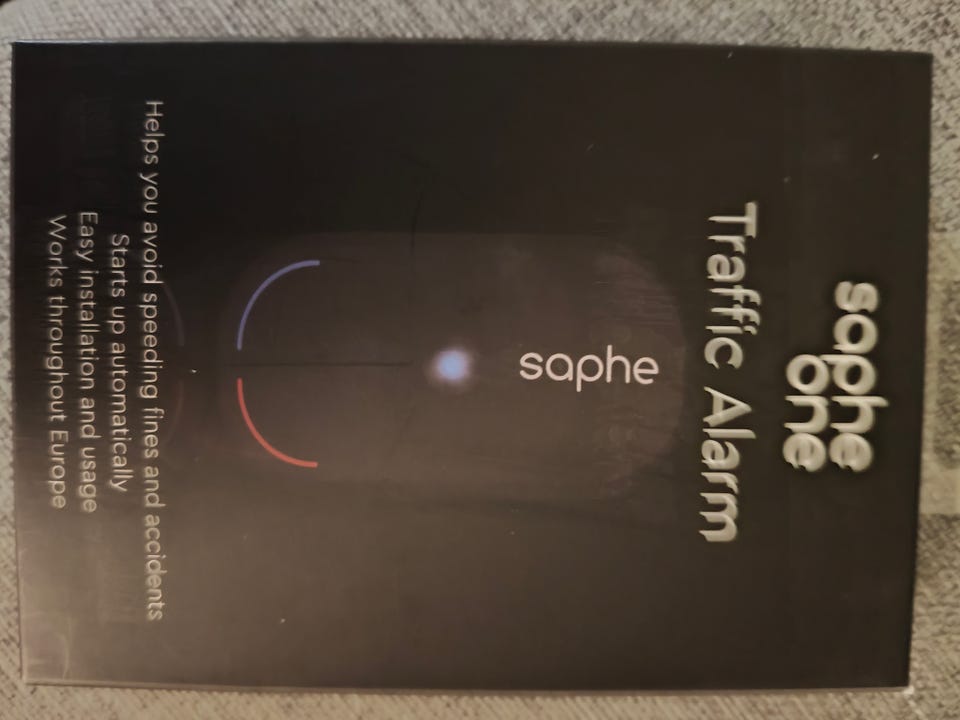 saphe
one
Traffic Alarm
saphe
Helps you avoid speeding fines and accidents
Starts up automatically
Easy installation and usage
Works throughout Europe